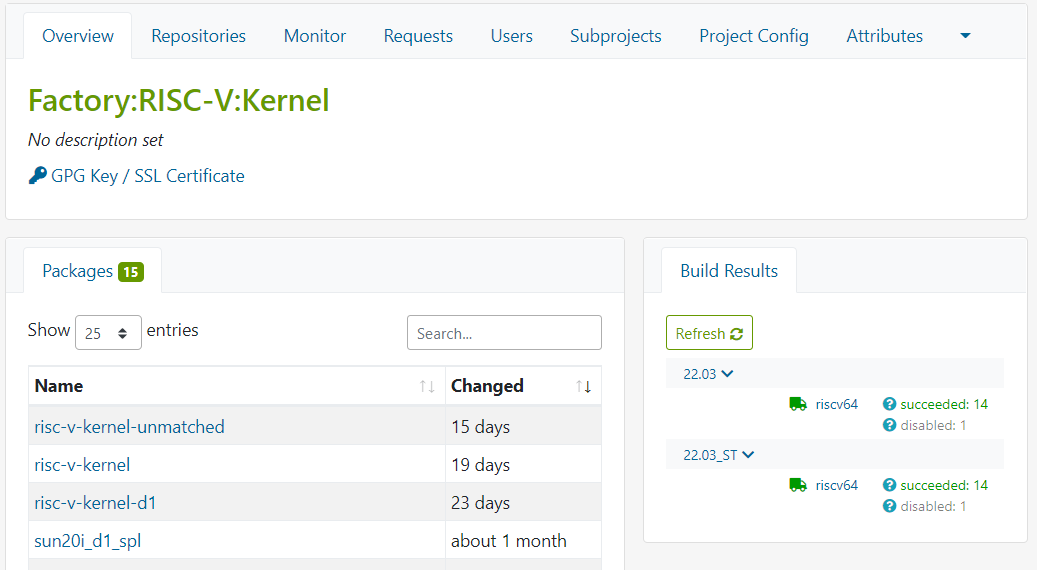 Overview Repositories Monitor Requests Users Subprojects Project Config Attributes
Factory:RISC-V:Kernel
No description set
GPG Key / SSL Certificate
Packages 15
Show 25 entries
Search...
Name Changed
risc-v-kernel-unmatched 15 days
risc-v-kernel 19 days
risc-v-kernel-d1 23 days
sun20i_d1_spl about 1 month
Build Results
Refresh
22.03
riscv64 succeeded: 14
disabled: 1
22.03_ST
riscv64 succeeded: 14
disabled: 1